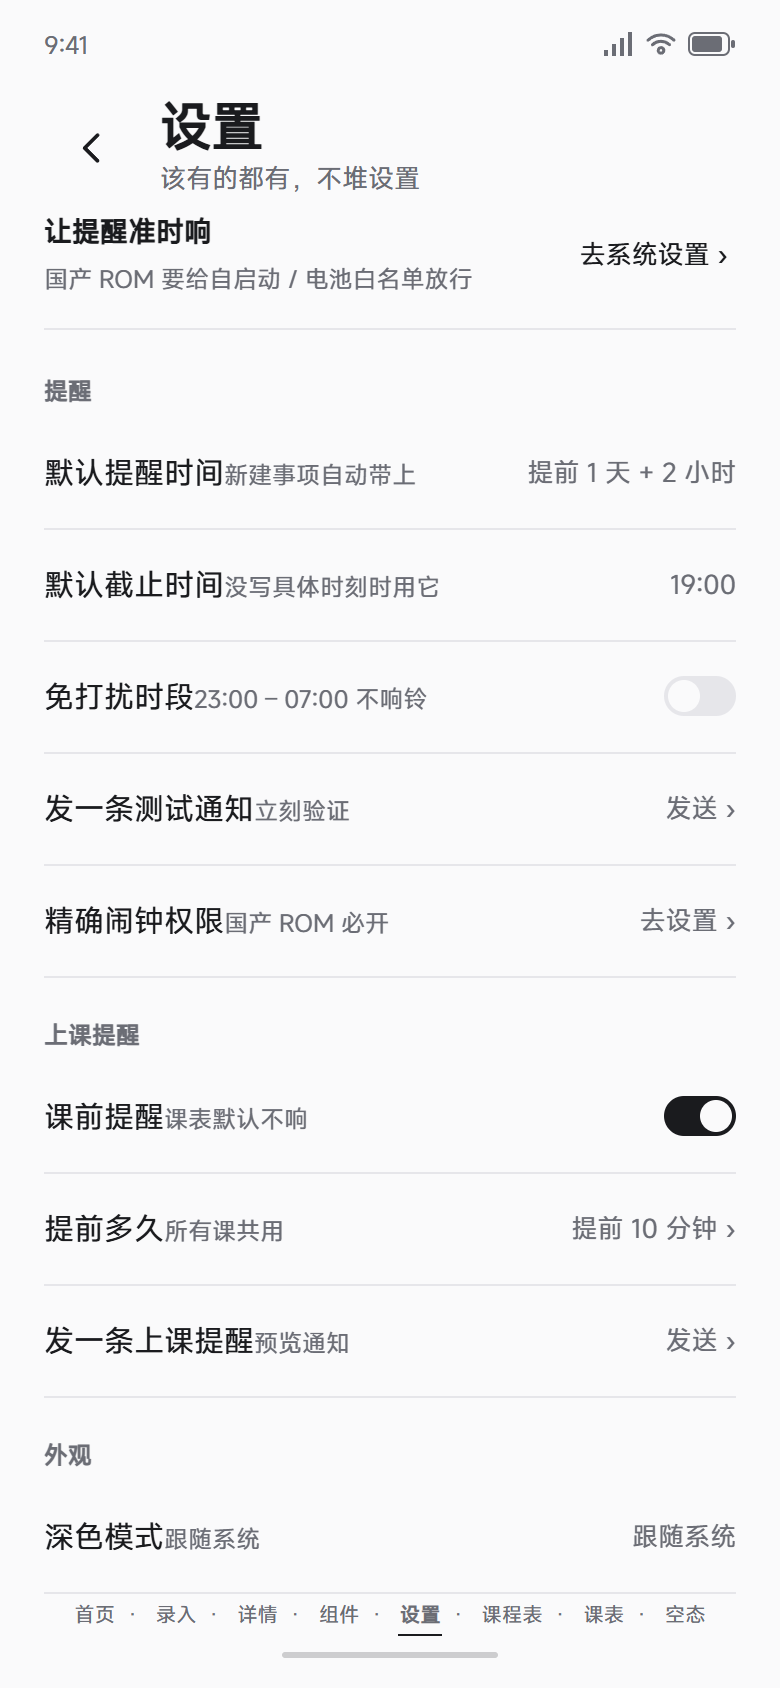 9:41
设置
该有的都有，不堆设置
让提醒准时响
国产 ROM 要给自启动 / 电池白名单放行
去系统设置 ›
提醒
默认提醒时间新建事项自动带上 提前 1 天 + 2 小时
默认截止时间没写具体时刻时用它 19:00
免打扰时段23:00 – 07:00 不响铃
发一条测试通知立刻验证 发送 ›
精确闹钟权限国产 ROM 必开 去设置 ›
上课提醒
课前提醒课表默认不响
提前多久所有课共用 提前 10 分钟 ›
发一条上课提醒预览通知 发送 ›
外观
深色模式跟随系统 跟随系统
首页 · 录入 · 详情 · 组件 · 设置 · 课程表 · 课表 · 空态